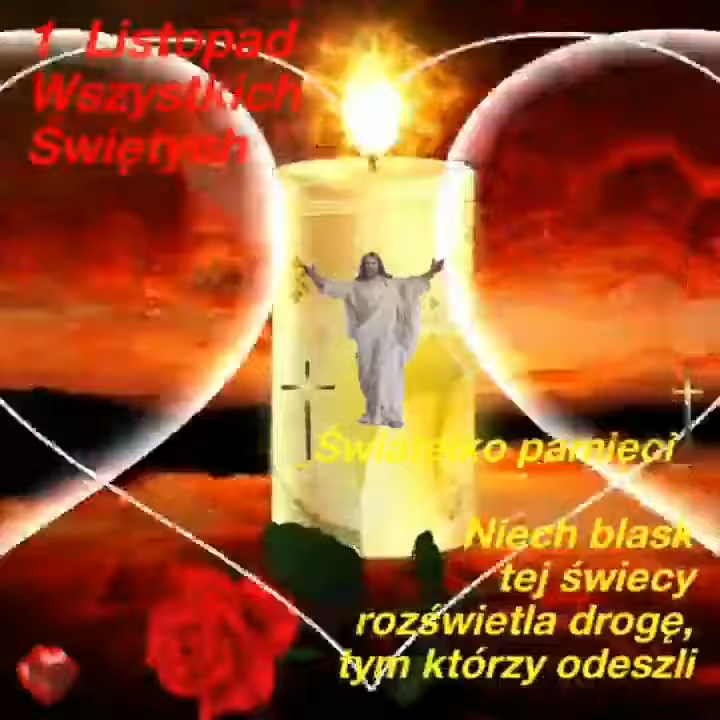 1 Listopad
Wszystkich
Świętych
Światełko pamięci
Niech blask
tej świecy
rozświetla drogę,
tym którzy odeszli